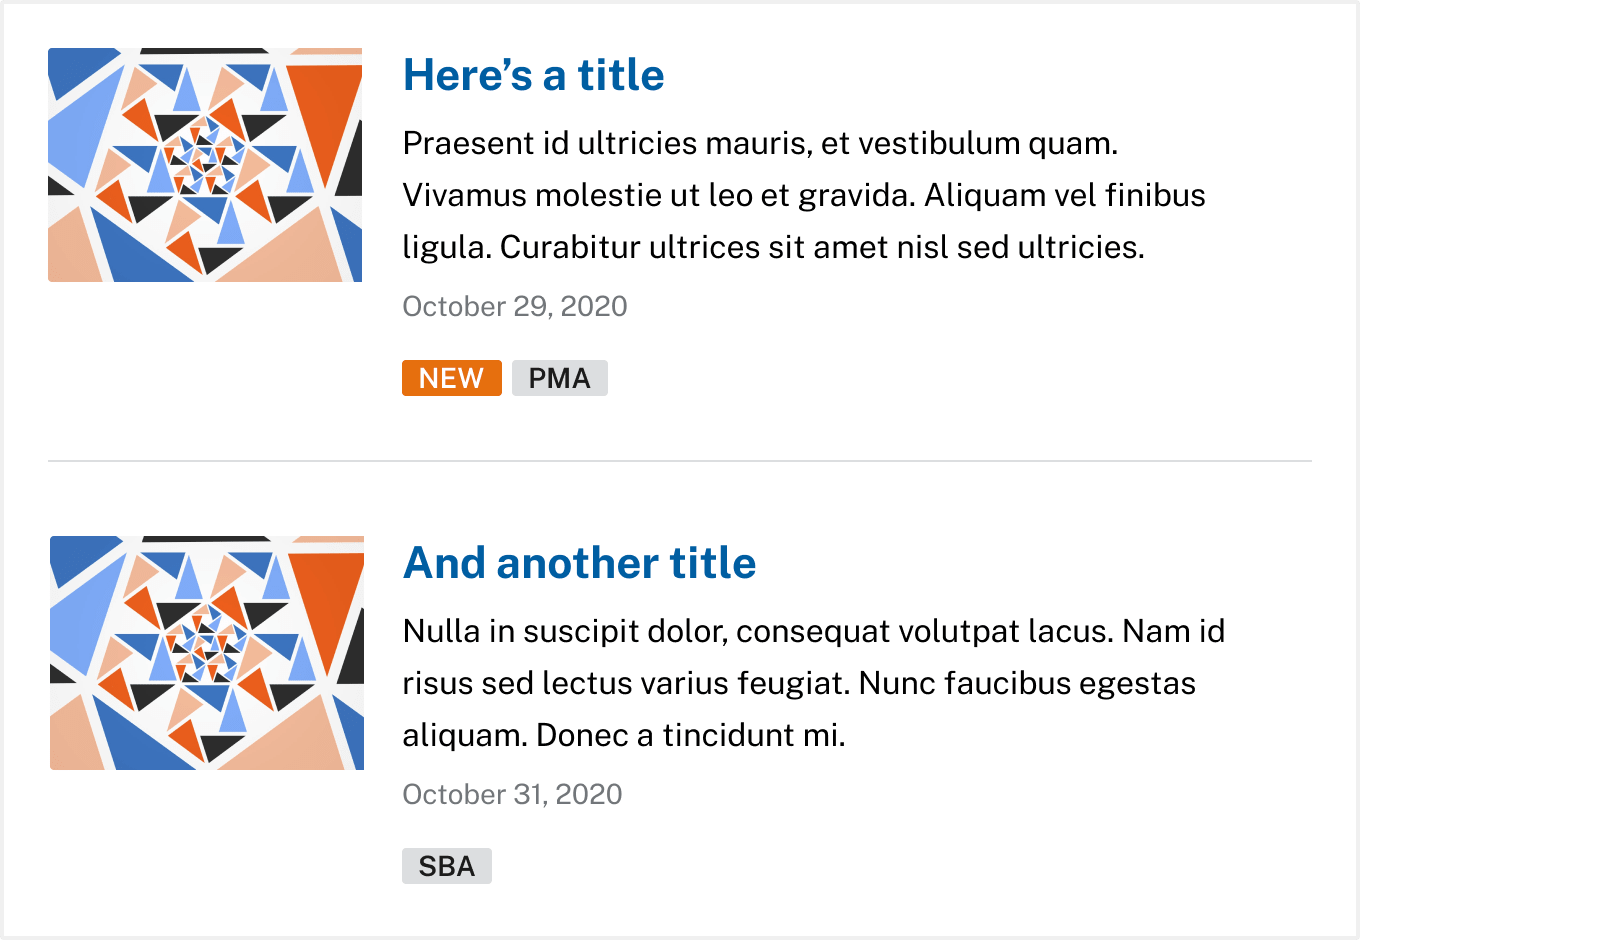 Here’s a title
Praesent id ultricies mauris, et vestibulum quam.
Vivamus molestie ut leo et gravida. Aliquam vel finibus
ligula. Curabitur ultrices sit amet nisl sed ultricies.
October 29, 2020
NEW PMA
And another title
Nulla in suscipit dolor, consequat volutpat lacus. Nam id
risus sed lectus varius feugiat. Nunc faucibus egestas
aliquam. Donec a tincidunt mi.
October 31, 2020
SBA